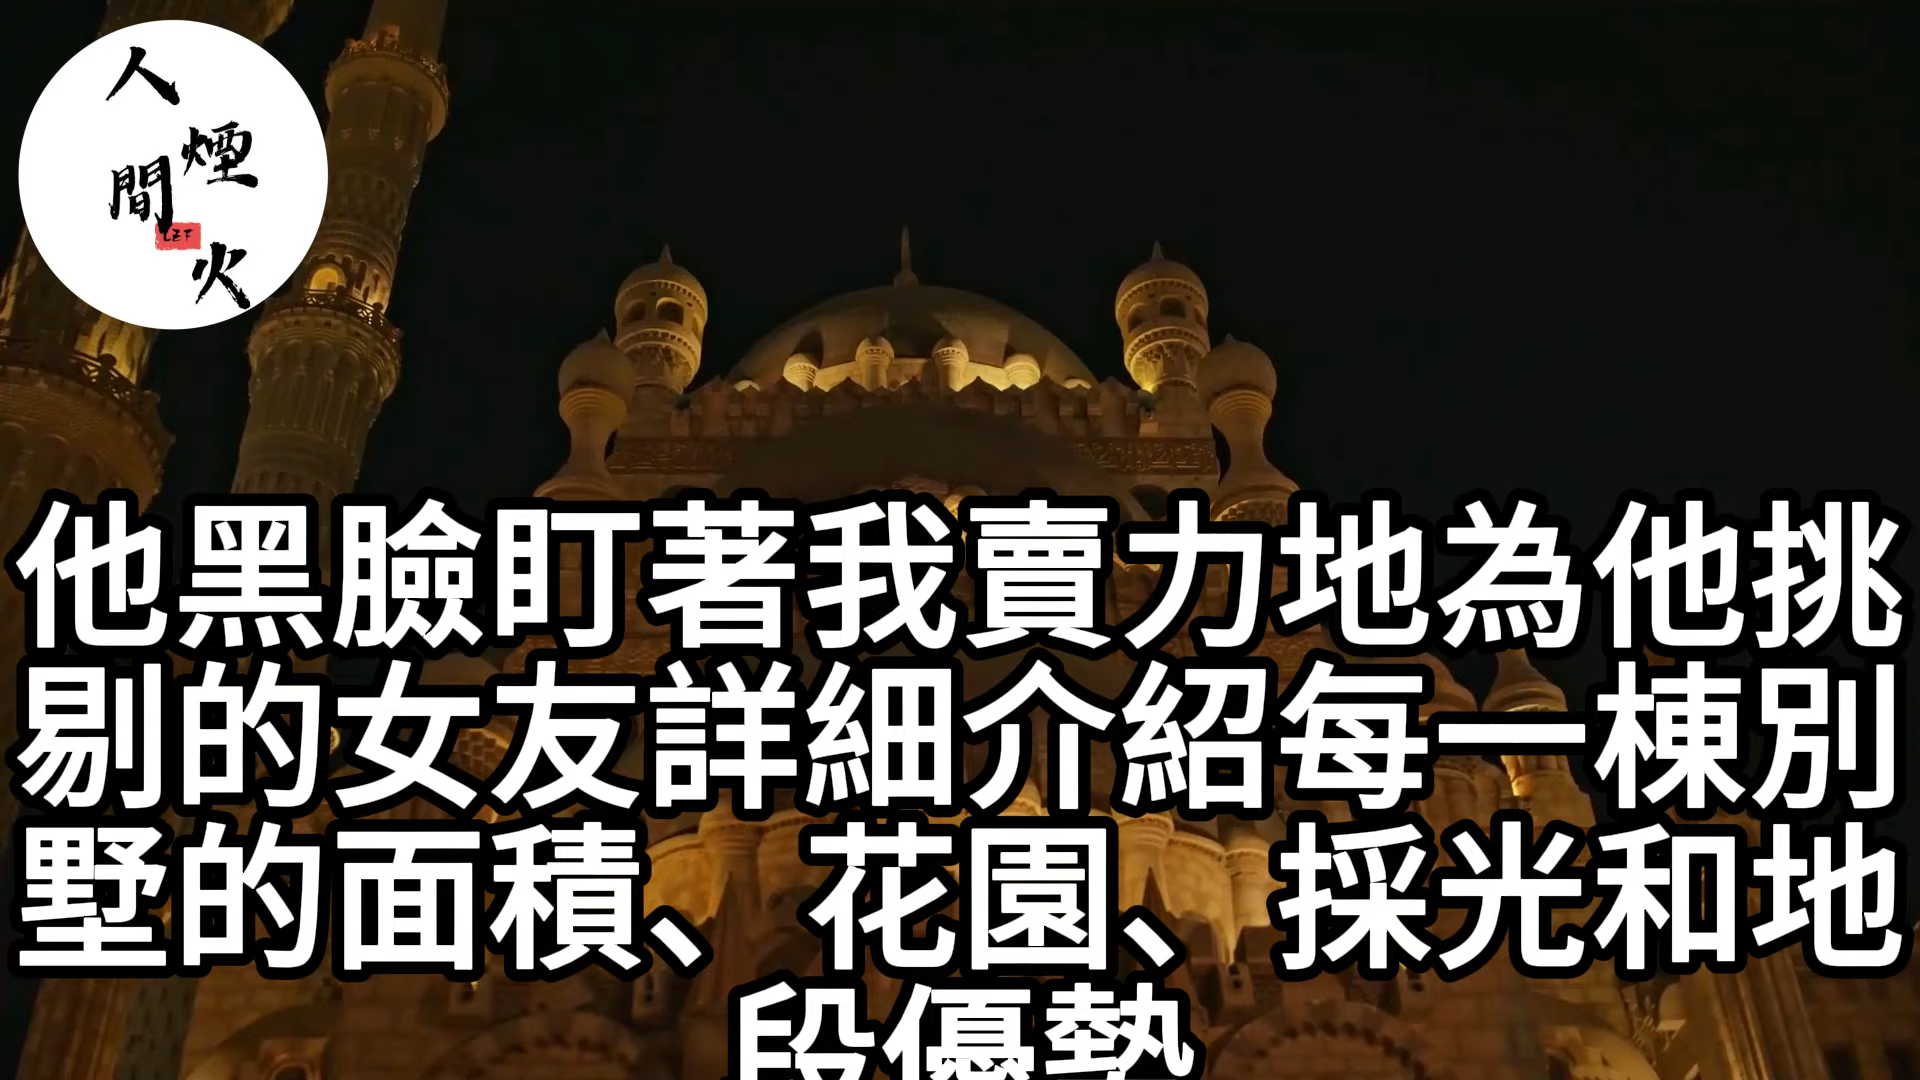 人間煙火
LZF
他黑臉盯著我賣力地為他挑
剔的女友詳細介紹每一棟別
墅的面積、花園、採光和地
段優勢